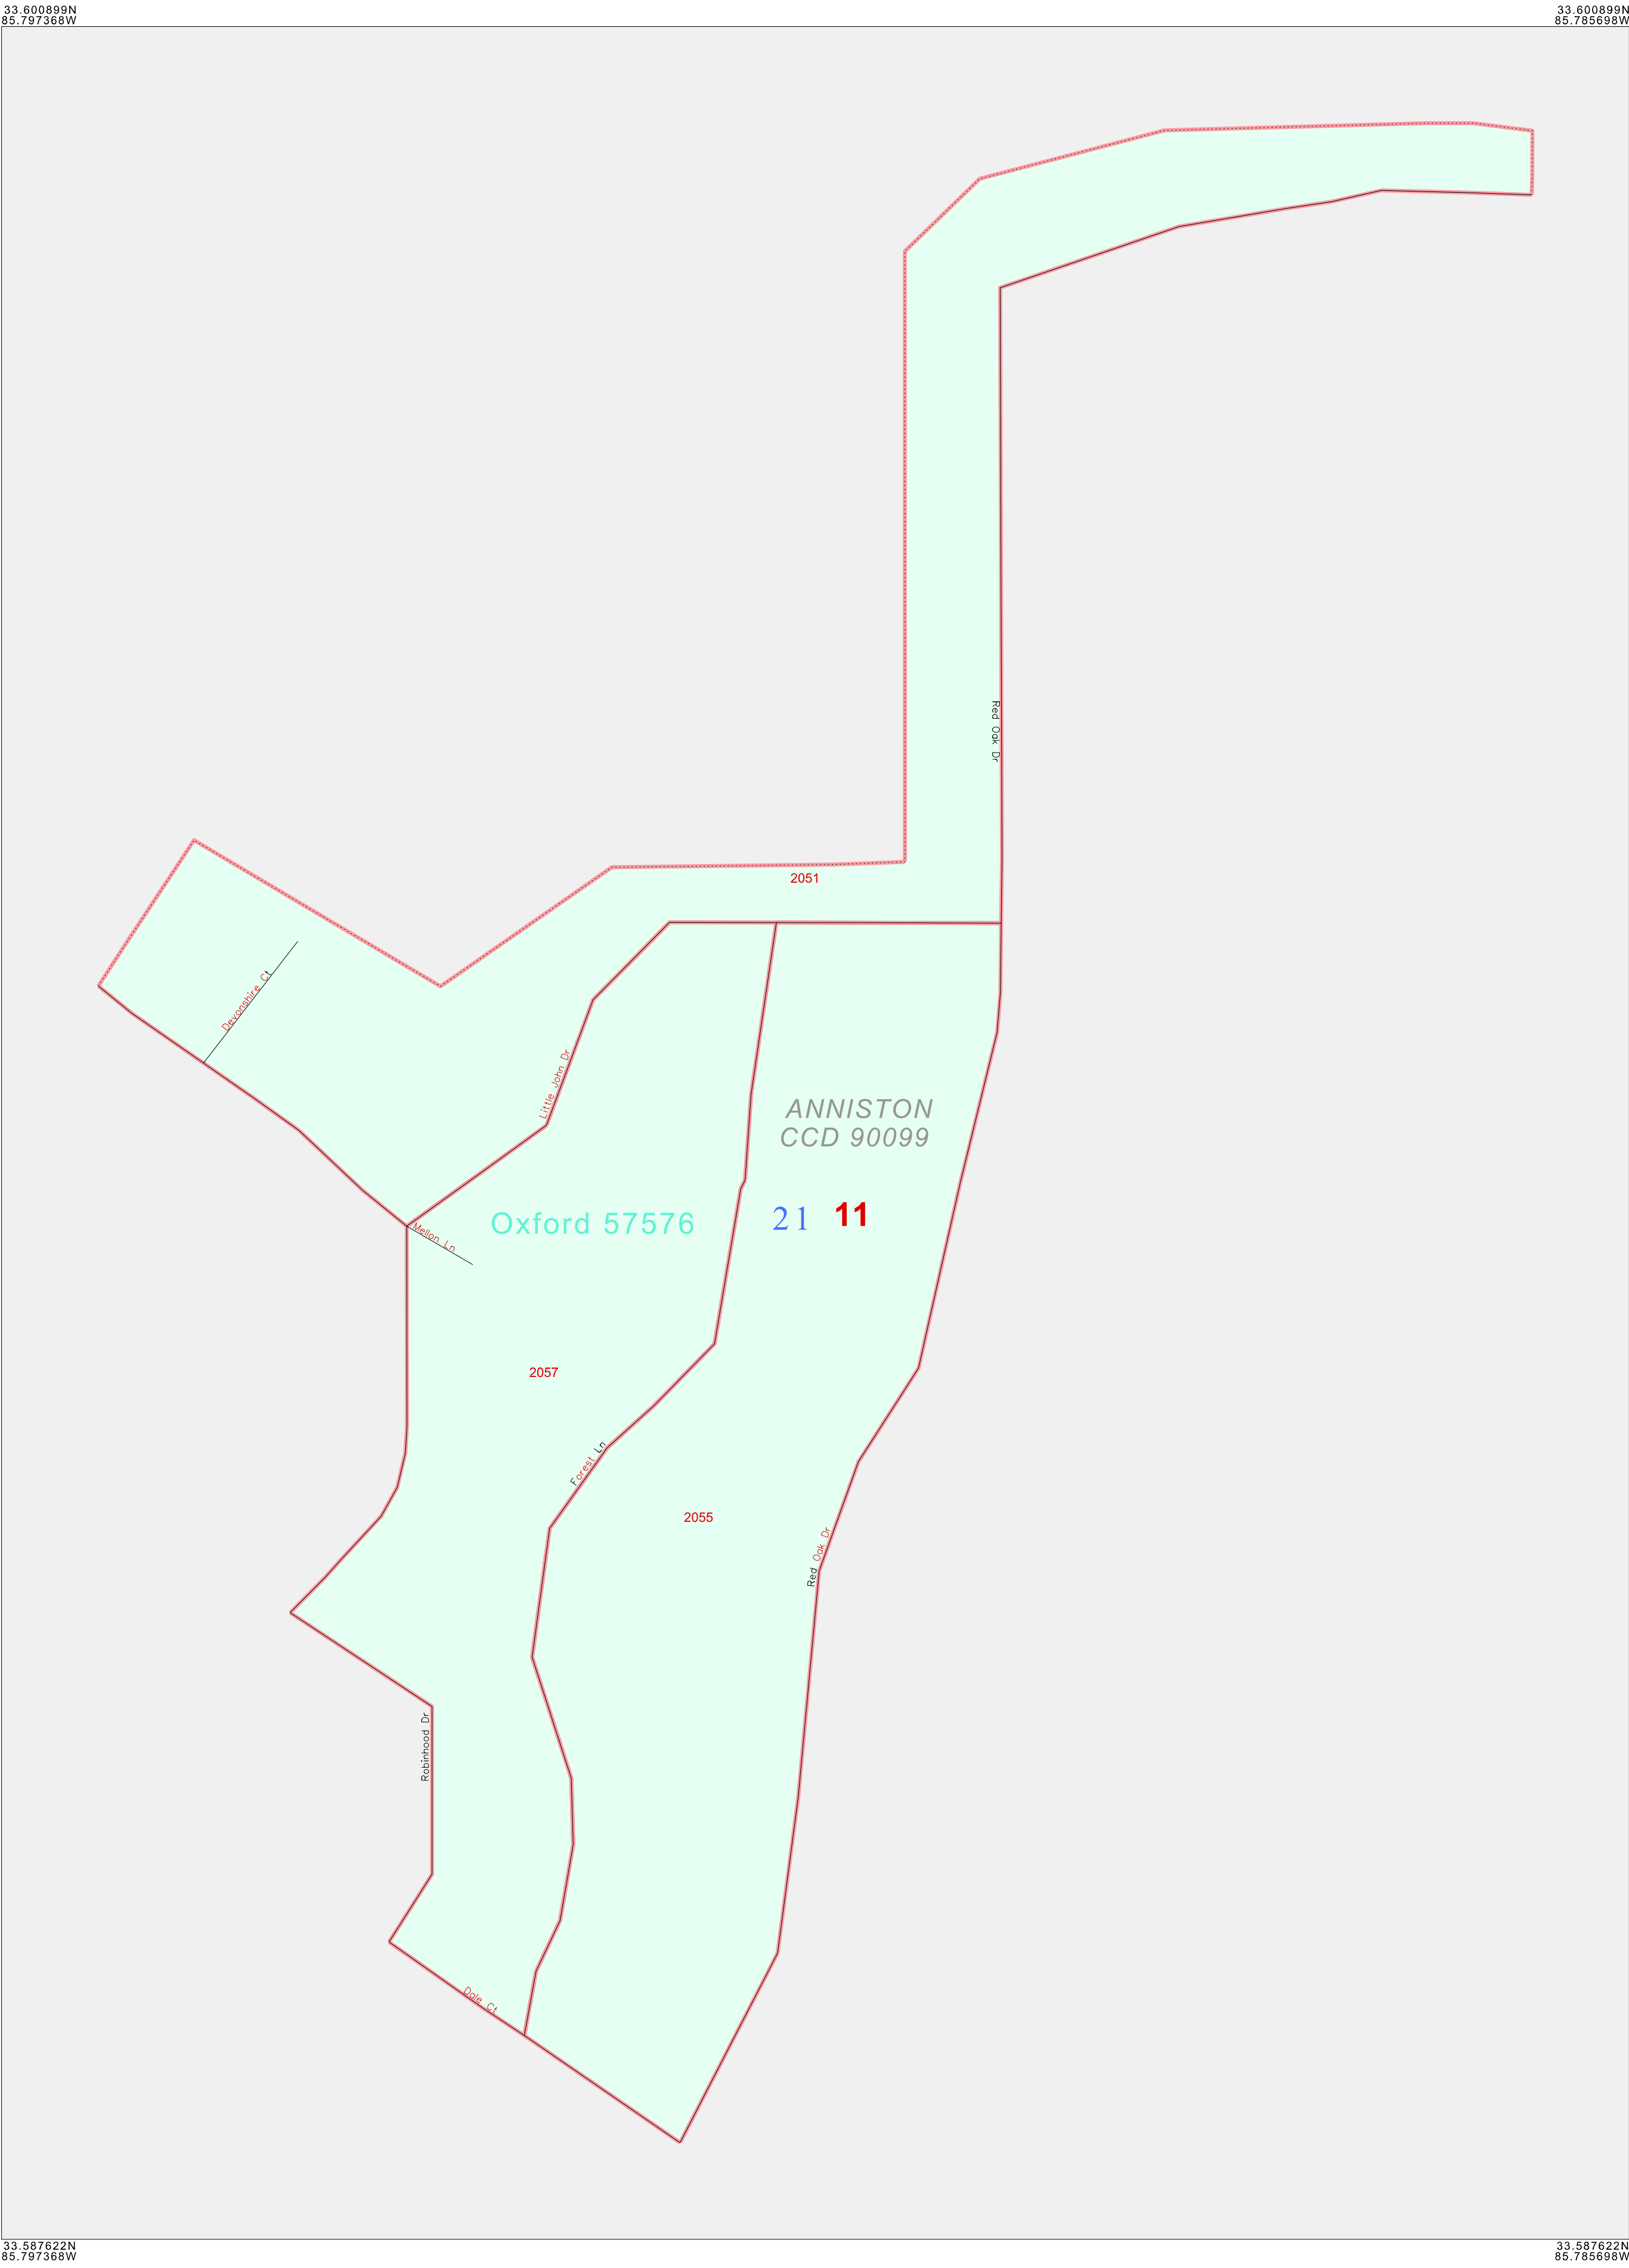 33.600899N
85.797368W
33.600899N
85.785698W
Red Oak Dr
2051
Devonshire Ct
Little John Dr
ANNISTON
CCD 90099
Oxford 57576
21 11
Mellon Ln
2057
Forest Ln
2055
Red Oak Dr
Robinhood Dr
Dale Ct
33.587622N
85.797368W
33.587622N
85.785698W